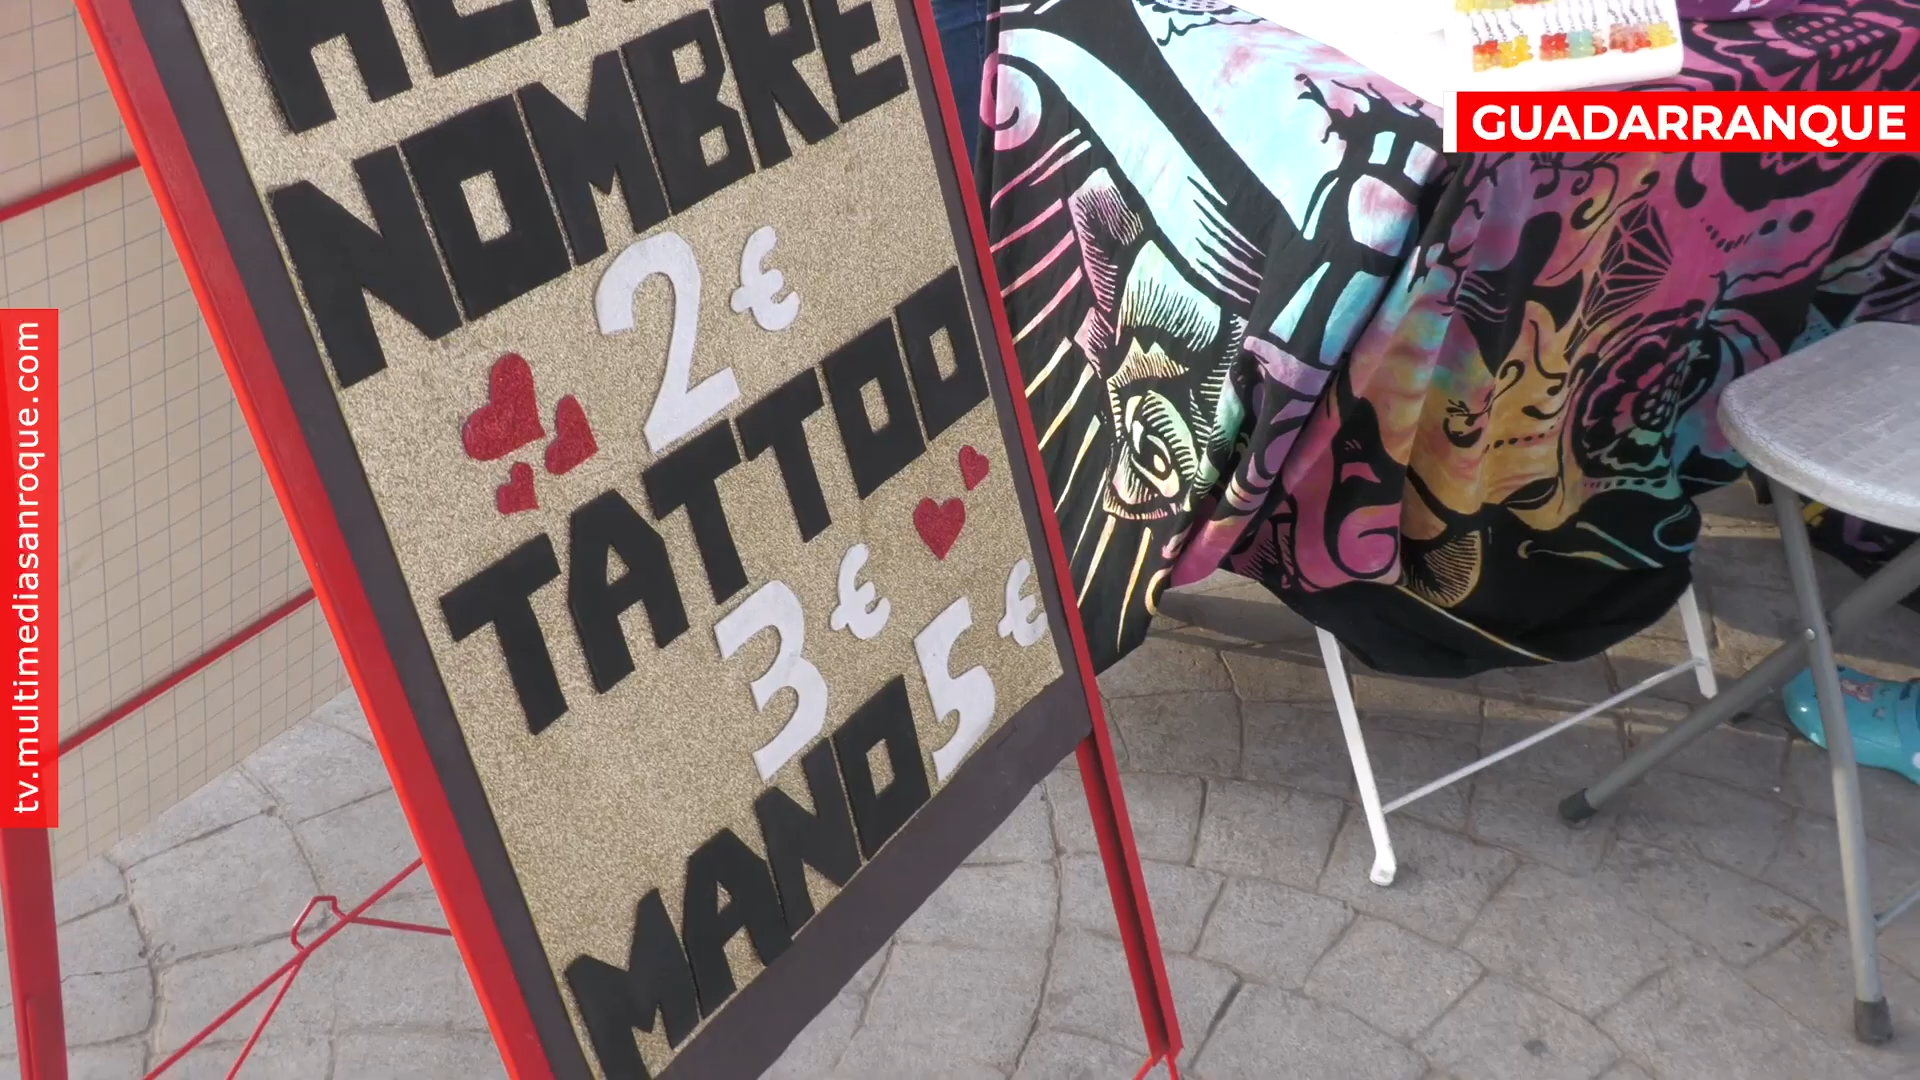 NOMBRE
2€
TATTOO
3€
MANO 5€
GUADARRANQUE
tv.multimediasanroque.com